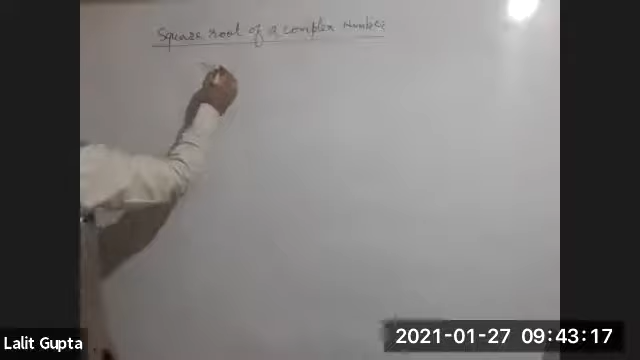 Square root of a complex Number
Lalit Gupta
2021-01-27 09:43:17